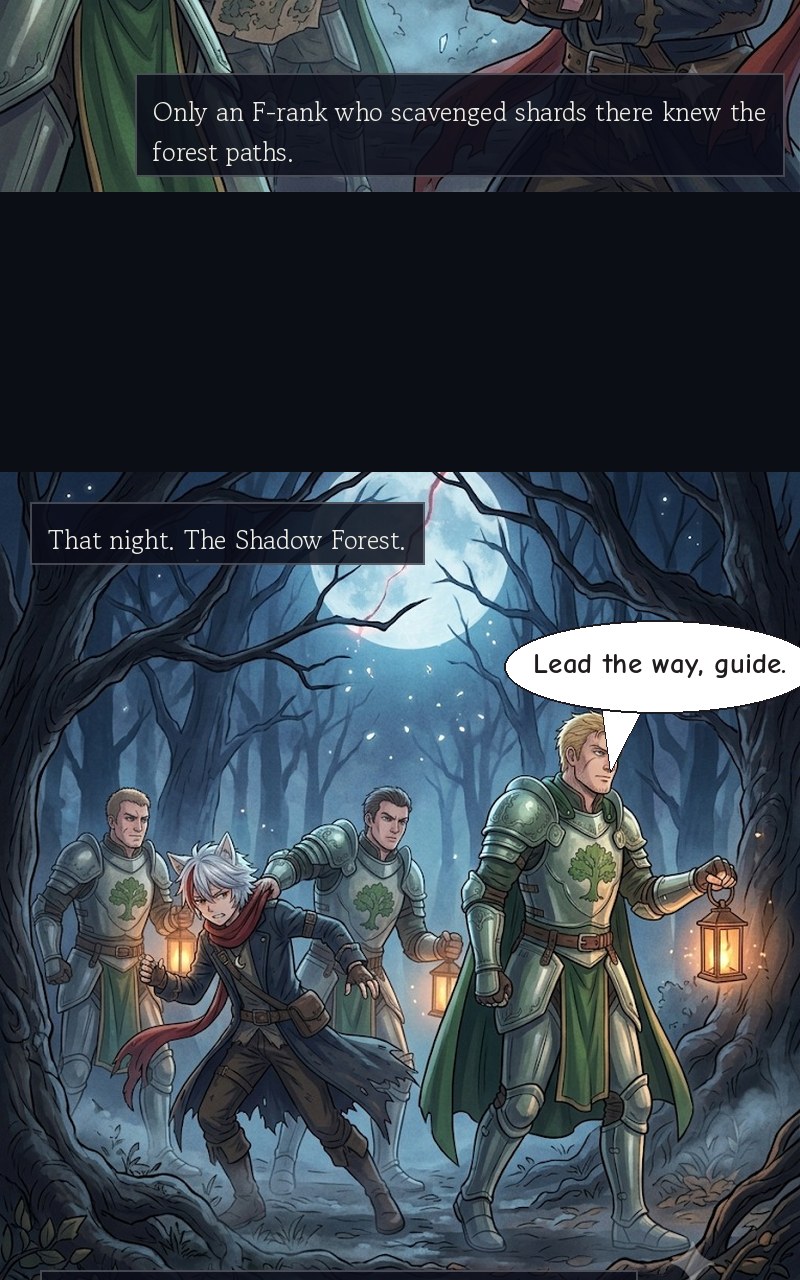 Only an F-rank who scavenged shards there knew the
forest paths.
That night. The Shadow Forest.
Lead the way, guide.